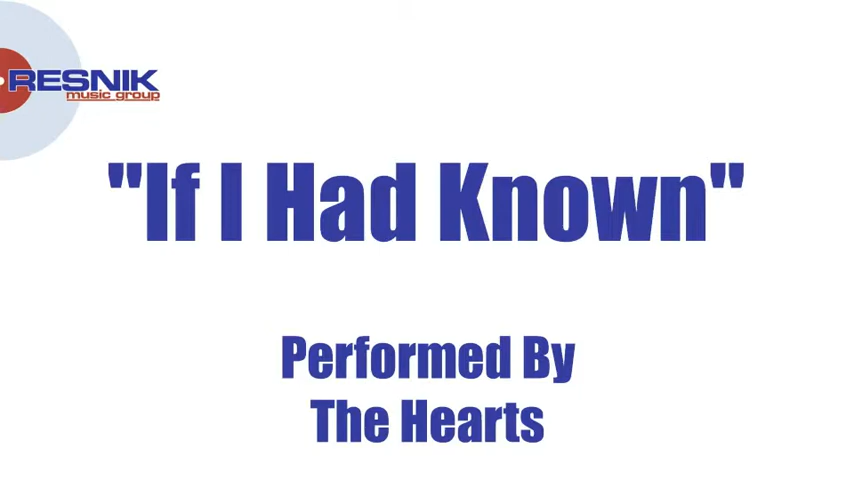 RESNIK
music group
"If I Had Known"
Performed By
The Hearts